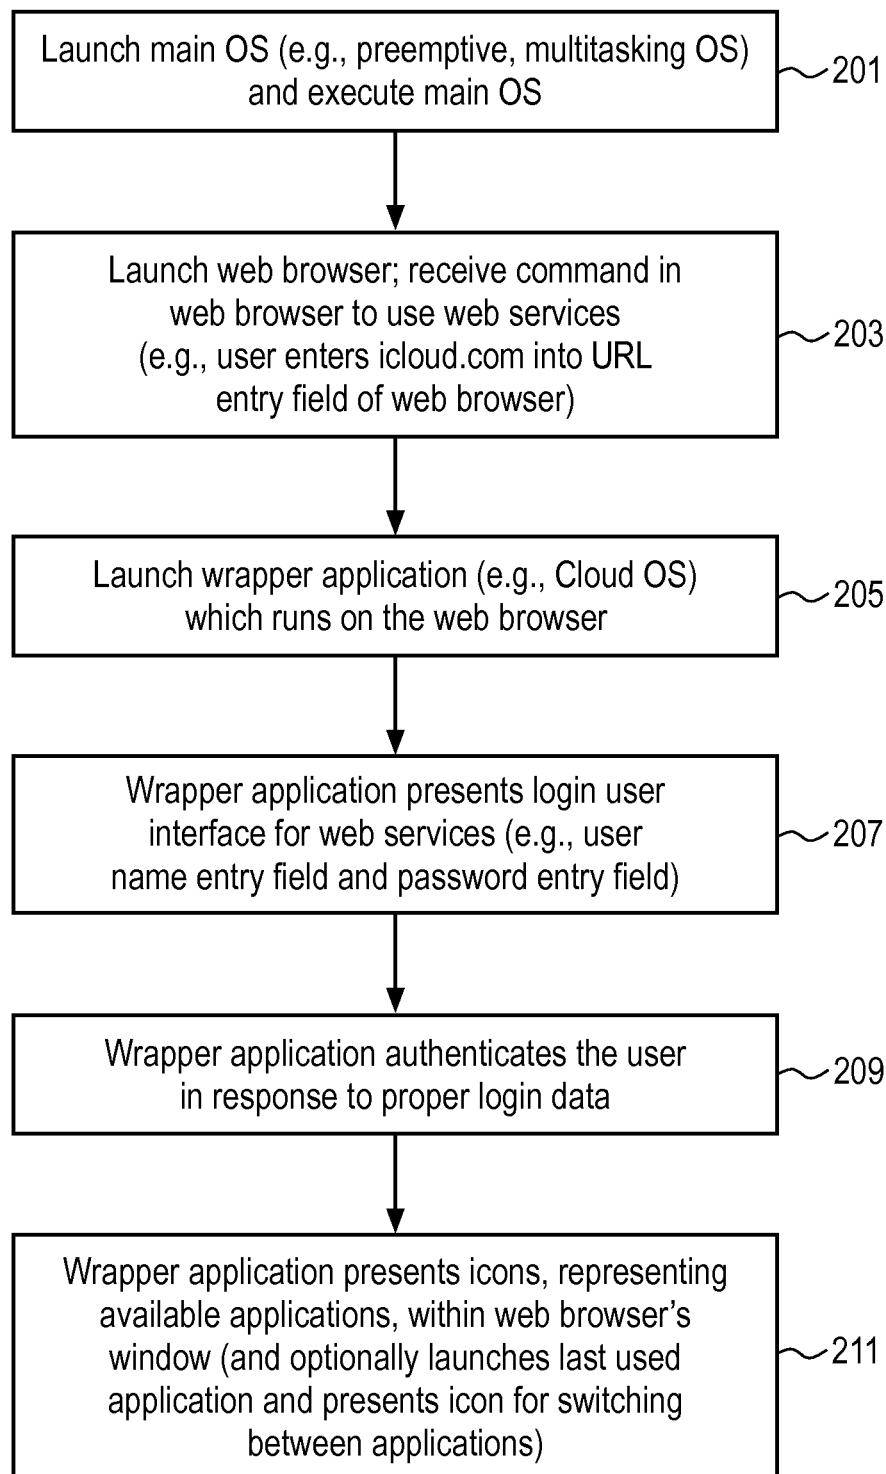 Launch main OS (e.g., preemptive, multitasking OS)
and execute main OS
201
Launch web browser; receive command in
web browser to use web services
(e.g., user enters icloud.com into URL
entry field of web browser)
203
Launch wrapper application (e.g., Cloud OS)
which runs on the web browser
205
Wrapper application presents login user
interface for web services (e.g., user
name entry field and password entry field)
207
Wrapper application authenticates the user
in response to proper login data
209
Wrapper application presents icons, representing
available applications, within web browser's
window (and optionally launches last used
application and presents icon for switching
between applications)
211